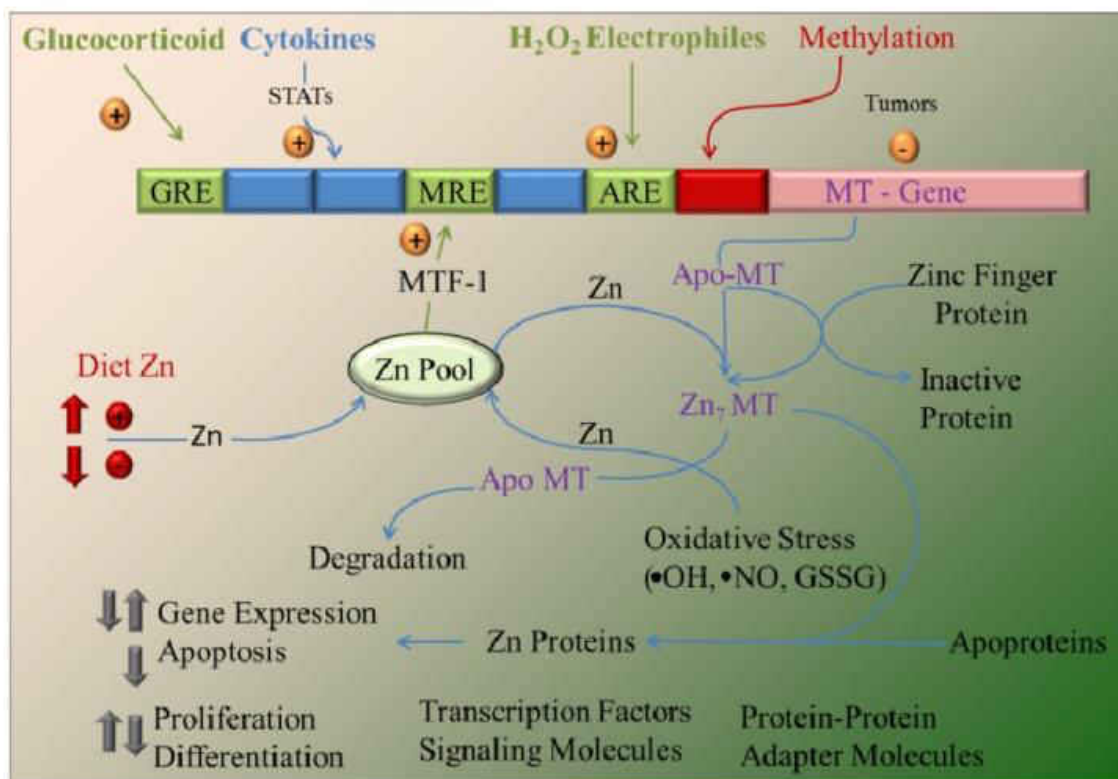 Glucocorticoid Cytokines H₂O₂ Electrophiles Methylation
STATs
Tumors
+
+
+
-
GRE MRE ARE MT - Gene
+
MTF-1
Zn
Apo-MT
Zinc Finger
Protein
Diet Zn
Zn Pool
Inactive
Protein
+
Zn
Zn
Zn₇ MT
-
Apo MT
Degradation
Oxidative Stress
(•OH, •NO, GSSG)
Gene Expression
Apoptosis
Zn Proteins
Apoproteins
Proliferation
Differentiation
Transcription Factors
Signaling Molecules
Protein-Protein
Adapter Molecules